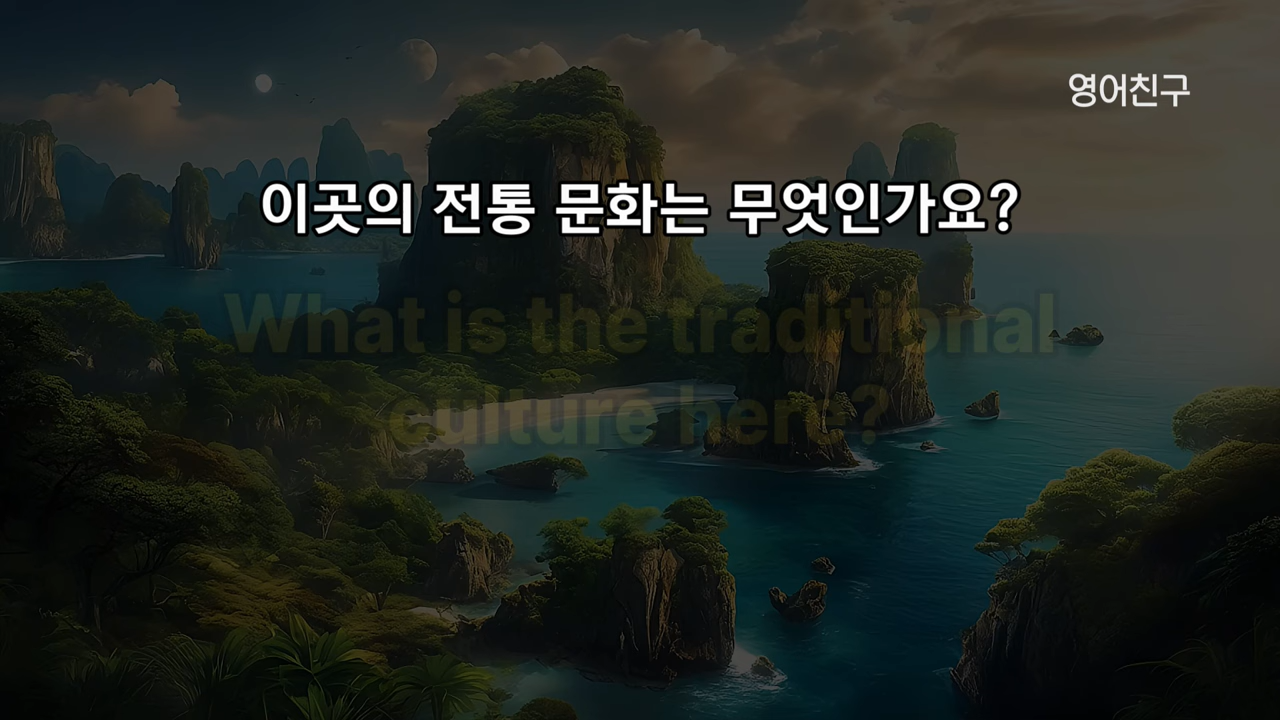 영어친구
이곳의 전통 문화는 무엇인가요?
What is the traditional
culture here?